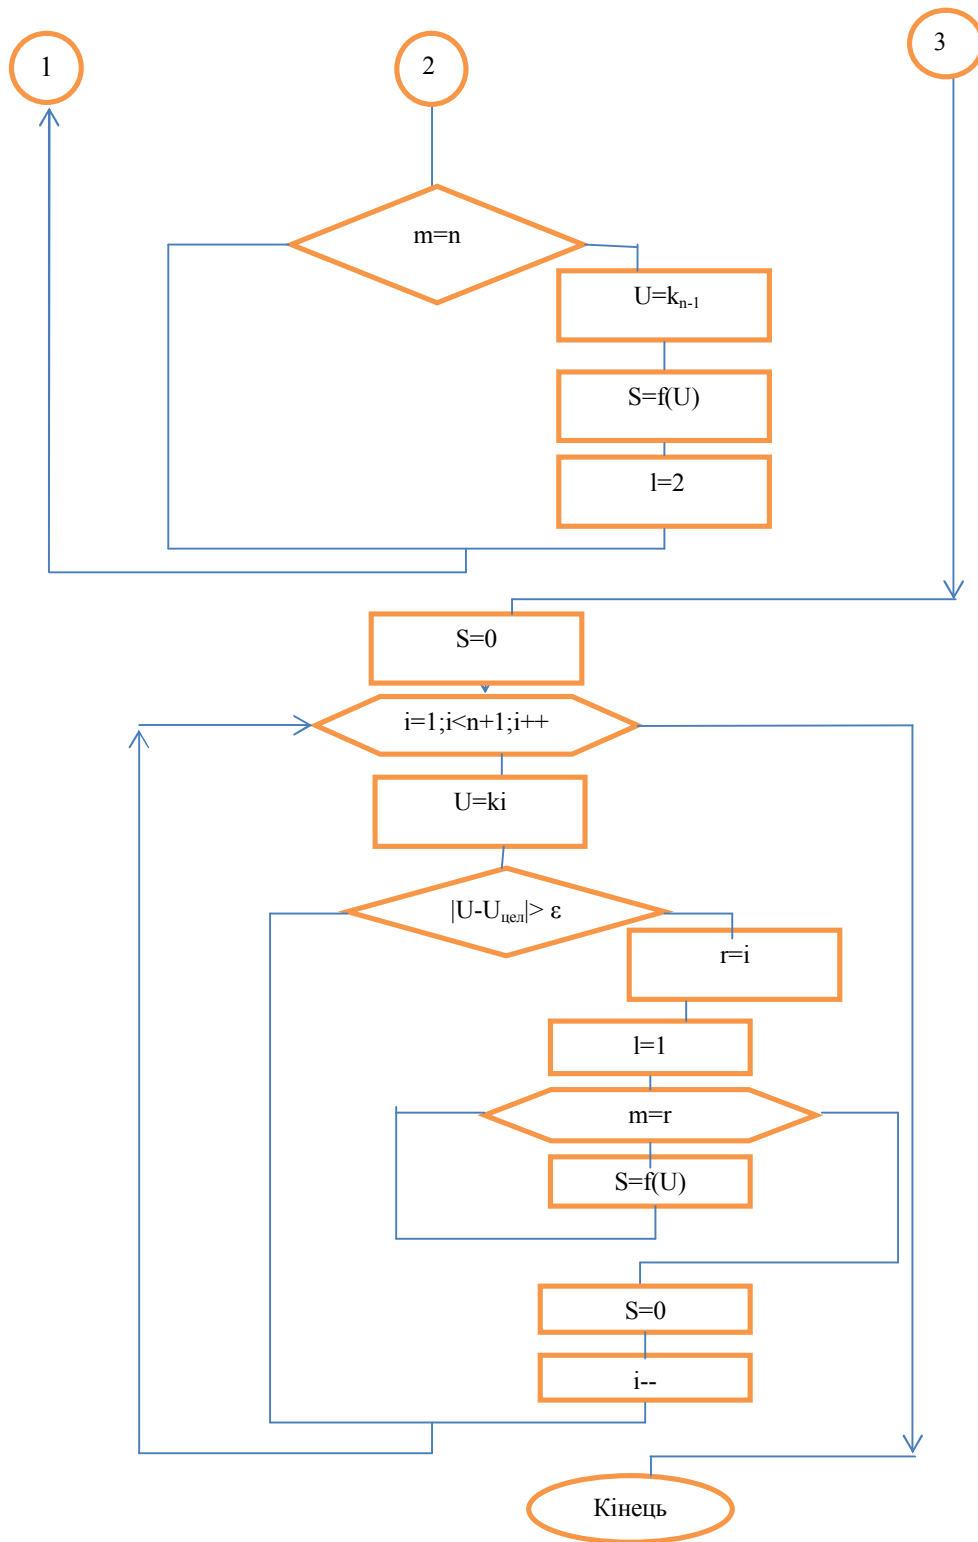 1
2
3
m=n
U=kₙ₋₁
S=f(U)
l=2
S=0
i=1;i<n+1;i++
U=ki
|U-Uцел|> ε
r=i
l=1
m=r
S=f(U)
S=0
i--
Кінець